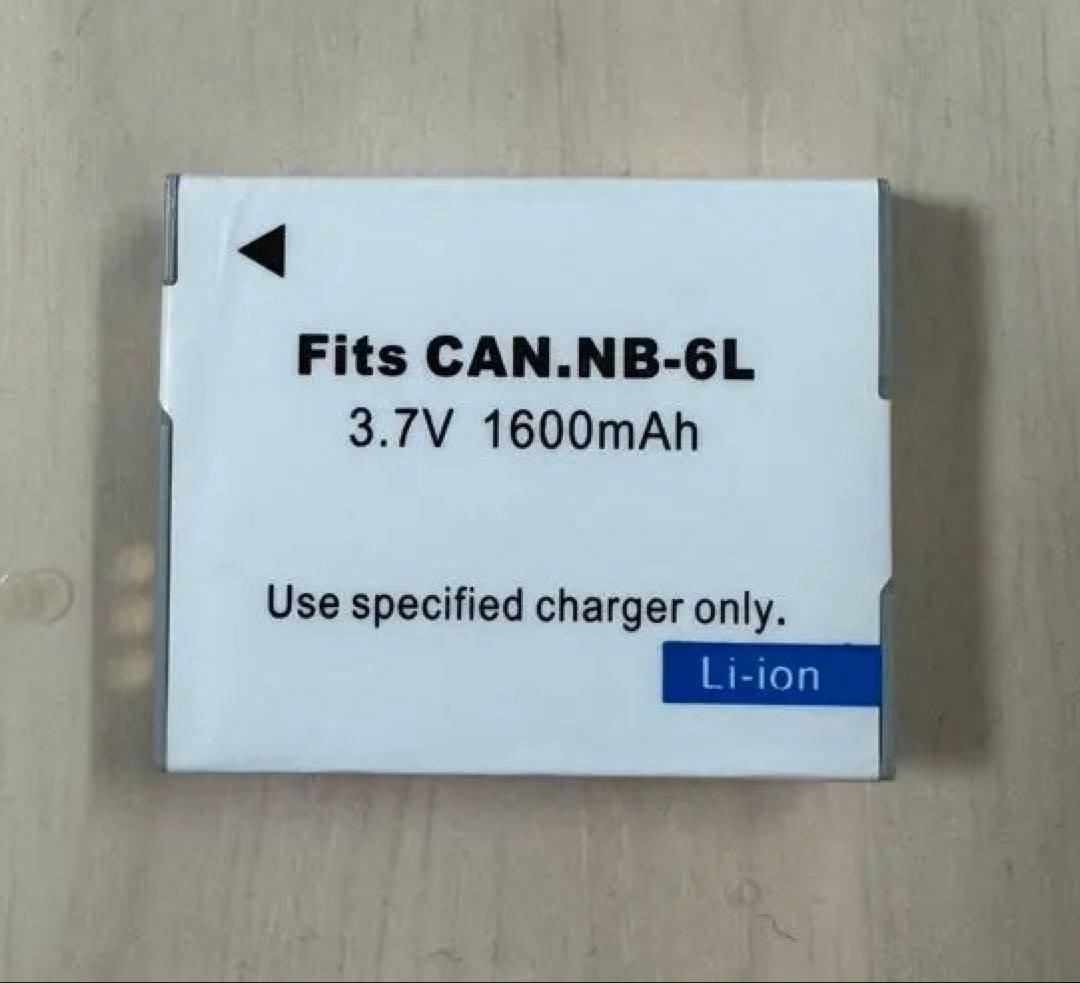 Fits CAN.NB-6L
3.7V 1600mAh
Use specified charger only.
Li-ion